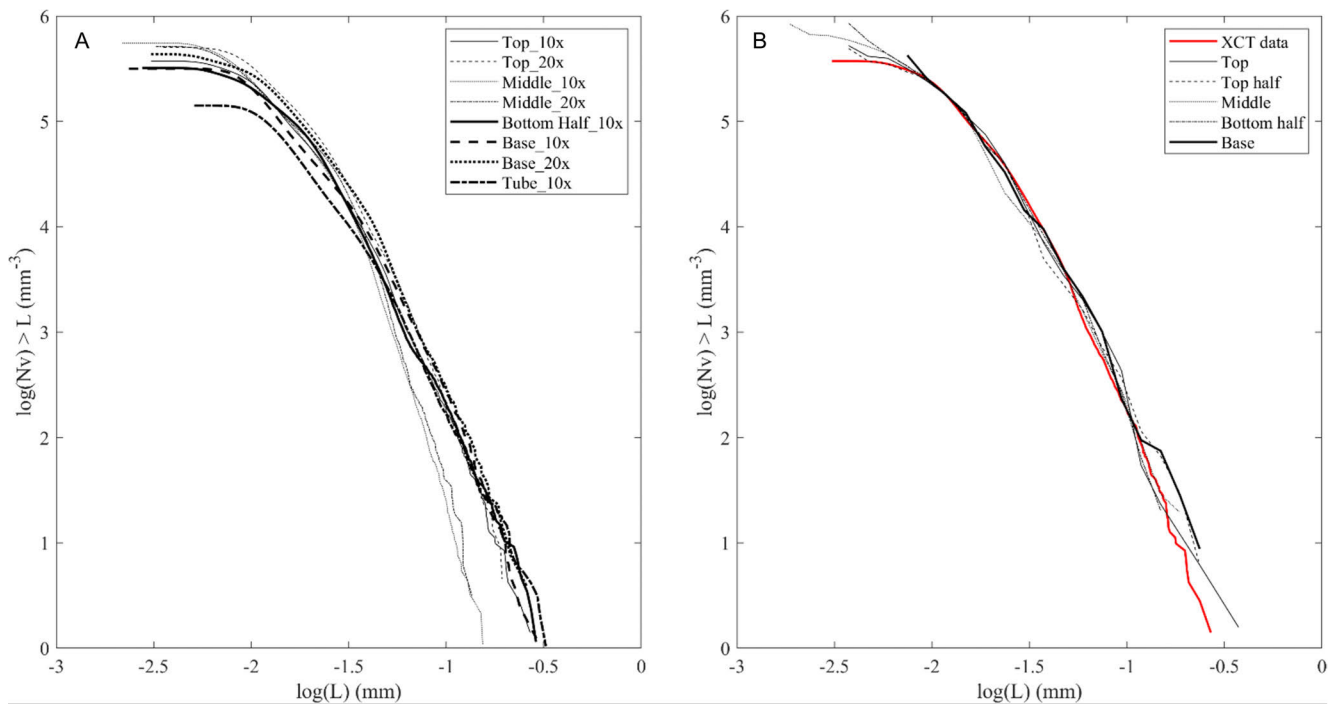 A
Top_10x
Top_20x
Middle_10x
Middle_20x
Bottom Half_10x
Base_10x
Base_20x
Tube_10x
log(Nv) > L (mm-3)
6
5
4
3
2
1
0
-3
-2.5
-2
-1.5
-1
-0.5
0
log(L) (mm)
B
XCT data
Top
Top half
Middle
Bottom half
Base
log(Nv) > L (mm-3)
6
5
4
3
2
1
0
-3
-2.5
-2
-1.5
-1
-0.5
0
log(L) (mm)